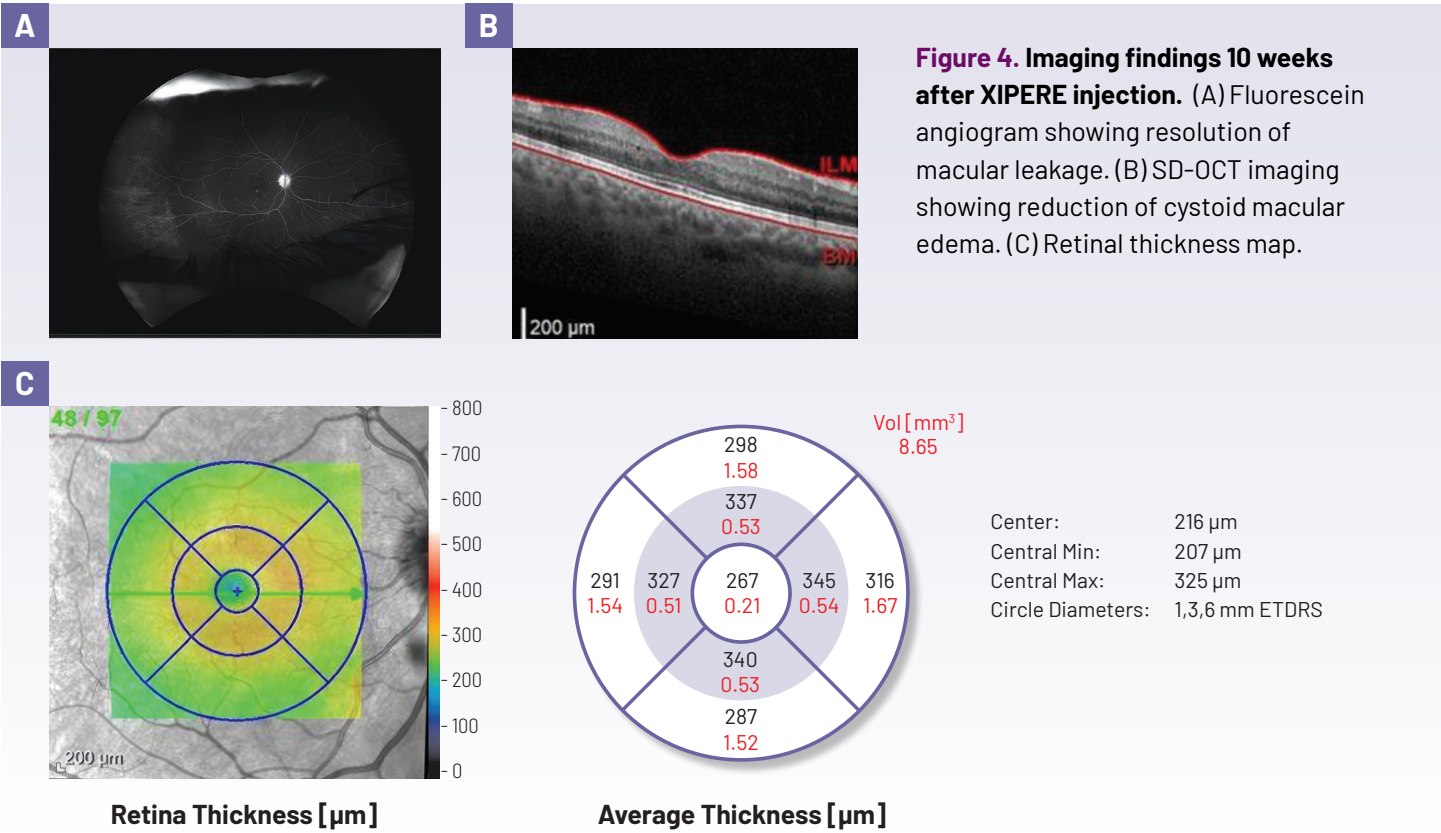 A
B
Figure 4. Imaging findings 10 weeks
after XIPERE injection. (A) Fluorescein
angiogram showing resolution of
macular leakage. (B) SD-OCT imaging
showing reduction of cystoid macular
edema. (C) Retinal thickness map.
ILM
BM
200 µm
C
48 / 97
800
700
600
500
400
300
200
100
0
200 µm
Retina Thickness [µm]
Vol [mm³]
8.65
298
1.58
337
0.53
291 327 267 345 316
1.54 0.51 0.21 0.54 1.67
340
0.53
287
1.52
Average Thickness [µm]
Center: 216 µm
Central Min: 207 µm
Central Max: 325 µm
Circle Diameters: 1,3,6 mm ETDRS